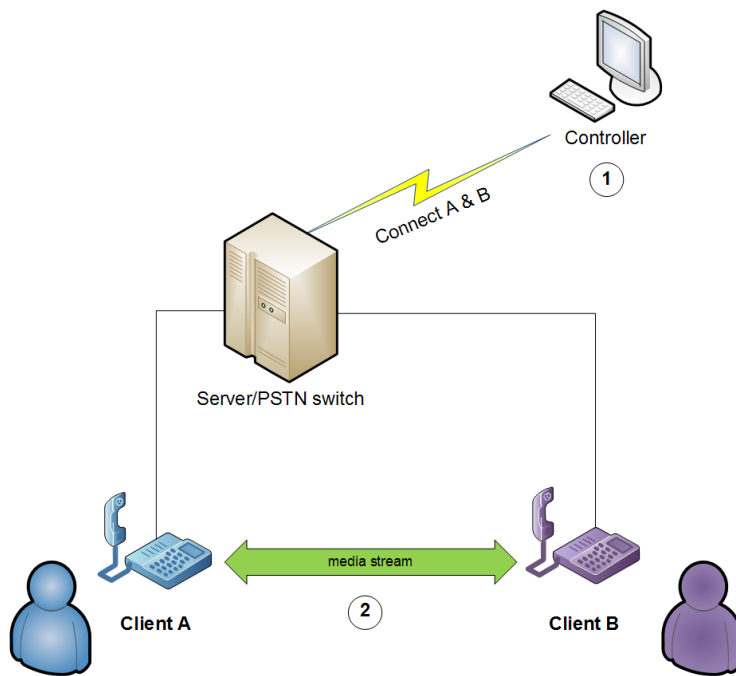 Controller
1
Connect A & B
Server/PSTN switch
media stream
2
Client A
Client B